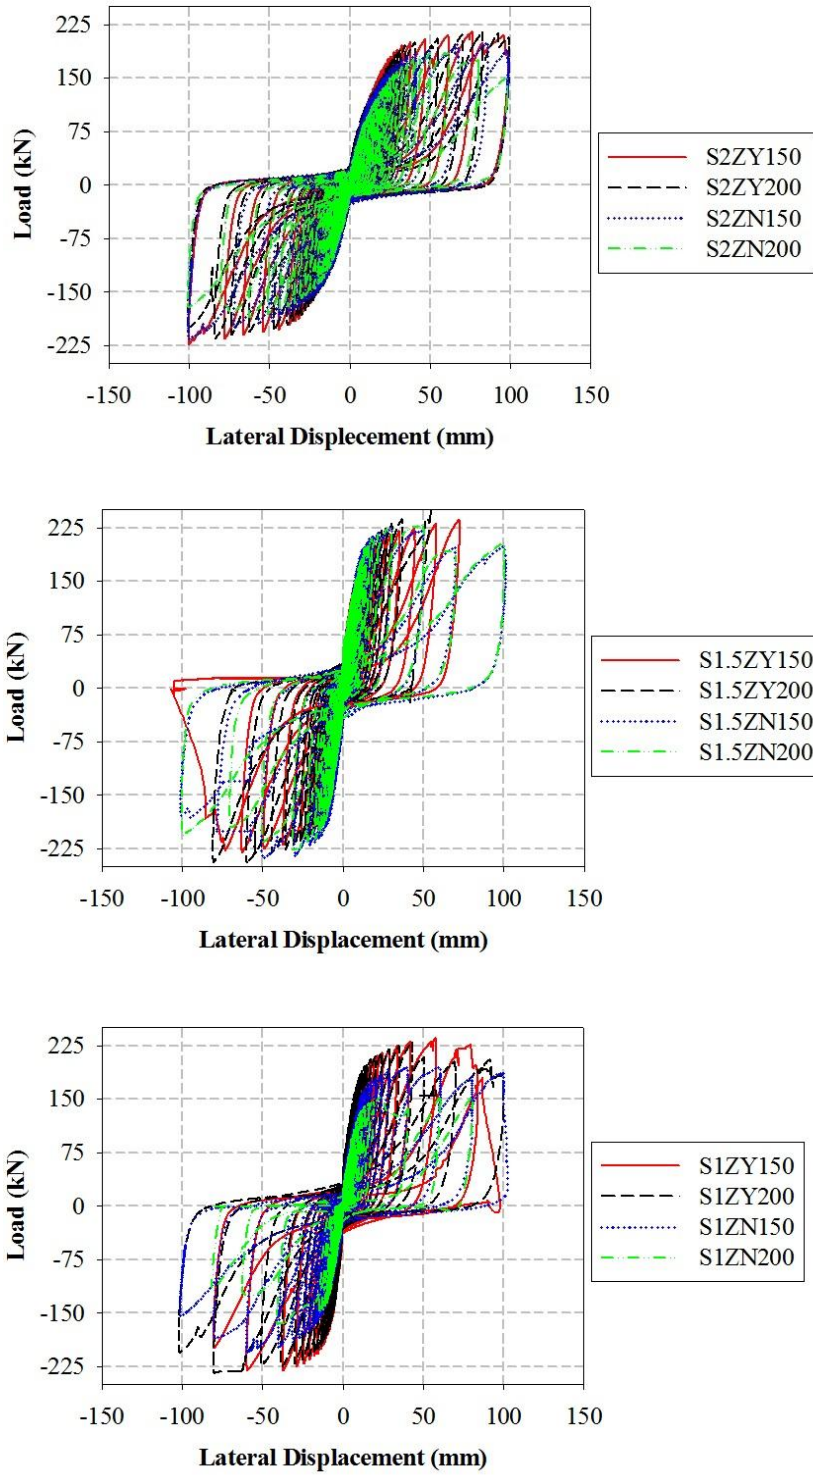 225
150
75
0
-75
-150
-225
Load (kN)
-150 -100 -50 0 50 100 150
Lateral Displecement (mm)
S2ZY150
S2ZY200
S2ZN150
S2ZN200
225
150
75
0
-75
-150
-225
Load (kN)
-150 -100 -50 0 50 100 150
Lateral Displacement (mm)
S1.5ZY150
S1.5ZY200
S1.5ZN150
S1.5ZN200
225
150
75
0
-75
-150
-225
Load (kN)
-150 -100 -50 0 50 100 150
Lateral Displacement (mm)
S1ZY150
S1ZY200
S1ZN150
S1ZN200